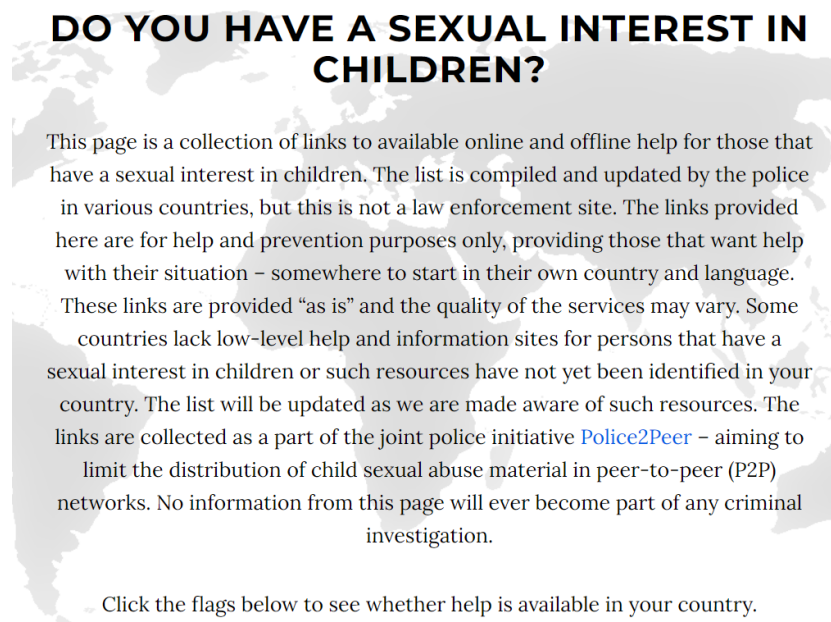 DO YOU HAVE A SEXUAL INTEREST IN
CHILDREN?
This page is a collection of links to available online and offline help for those that
have a sexual interest in children. The list is compiled and updated by the police
in various countries, but this is not a law enforcement site. The links provided
here are for help and prevention purposes only, providing those that want help
with their situation – somewhere to start in their own country and language.
These links are provided “as is” and the quality of the services may vary. Some
countries lack low-level help and information sites for persons that have a
sexual interest in children or such resources have not yet been identified in your
country. The list will be updated as we are made aware of such resources. The
links are collected as a part of the joint police initiative Police2Peer – aiming to
limit the distribution of child sexual abuse material in peer-to-peer (P2P)
networks. No information from this page will ever become part of any criminal
investigation.
Click the flags below to see whether help is available in your country.